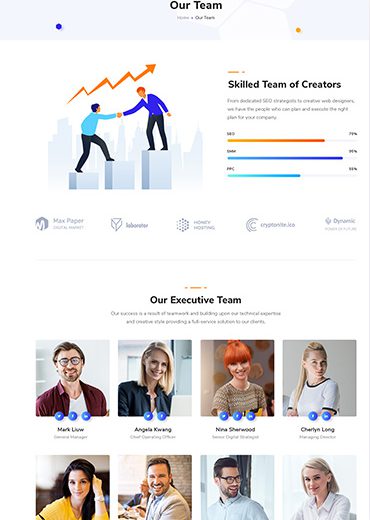 Our Team
Home » Our Team
Skilled Team of Creators
From dedicated SEO strategists to creative web designers,
we have the people who can plan and execute the right
plan for your company.
SEO 79%
SMM 95%
PPC
Max Paper
DIGITAL MARKET
laborator
HONEY
HOSTING
cryptonite.io
Dynamic
POWER OF FUTURE
Our Executive Team
Our success is a result of teamwork and building upon our technical expertise
and creative style providing a full-service solution to our clients.
Mark Liuw
General Manager
Angela Kwang
Chief Operating Officer
Nina Sherwood
Senior Digital Strategist
Cherlyn Long
Managing Director